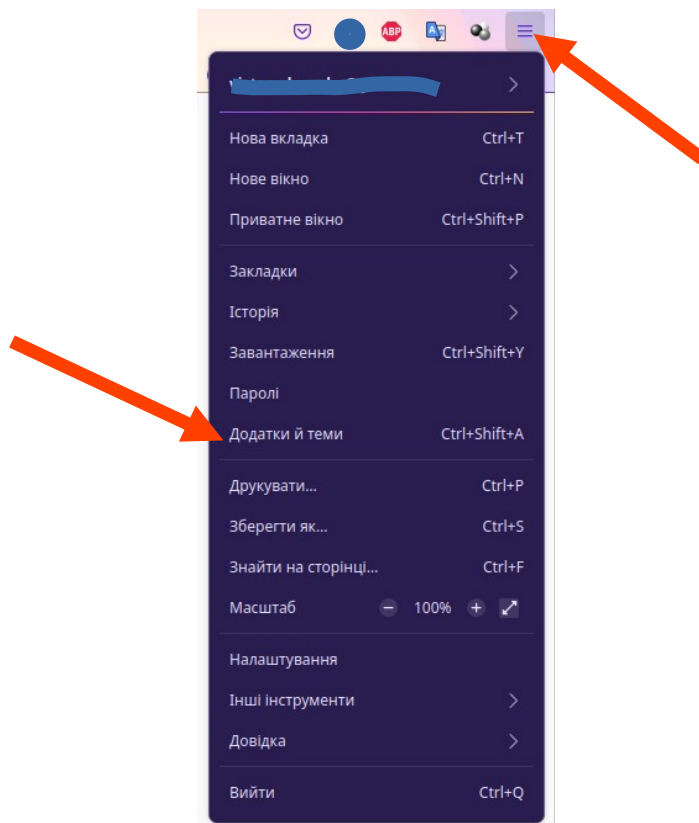 ABP
Нова вкладка Ctrl+T
Нове вікно Ctrl+N
Приватне вікно Ctrl+Shift+P
Закладки
Історія
Завантаження Ctrl+Shift+Y
Паролі
Додатки й теми Ctrl+Shift+A
Друкувати... Ctrl+P
Зберегти як... Ctrl+S
Знайти на сторінці... Ctrl+F
Масштаб 100%
Налаштування
Інші інструменти
Довідка
Вийти Ctrl+Q